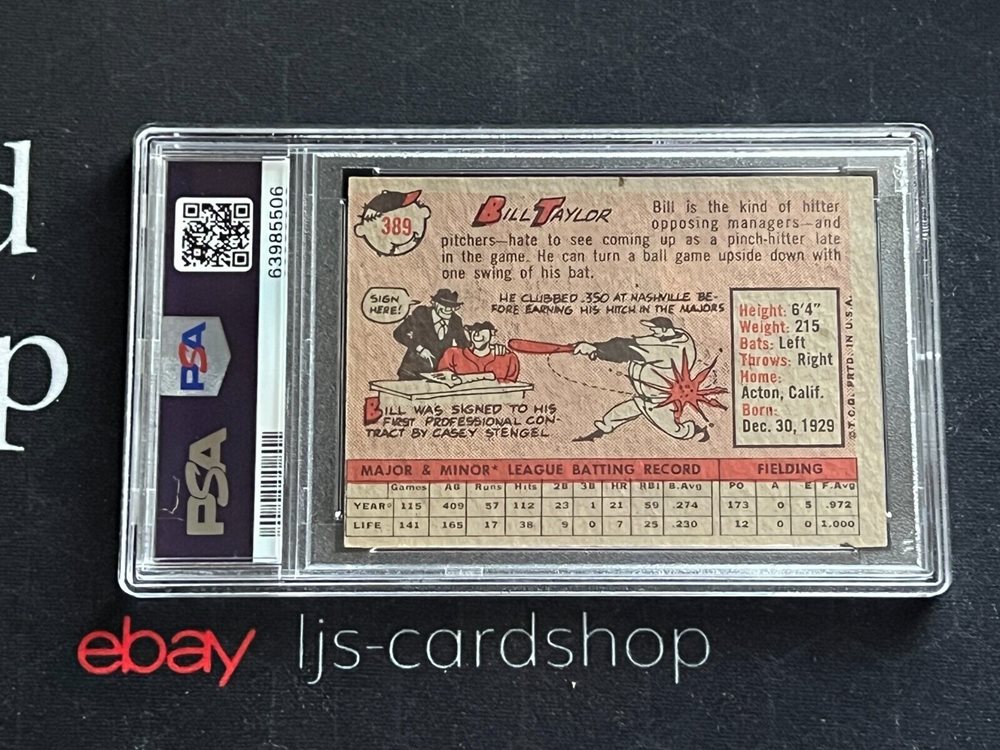 d
p
63985506
PSA
PSA
389
BILL TAYLOR
Bill is the kind of hitter
opposing managers—and
pitchers—hate to see coming up as a pinch-hitter late
in the game. He can turn a ball game upside down with
one swing of his bat.
SIGN
HERE!
HE CLUBBED .350 AT NASHVILLE BE-
FORE EARNING HIS HITCH IN THE MAJORS
BILL WAS SIGNED TO HIS
FIRST PROFESSIONAL CON-
TRACT BY CASEY STENGEL
Height: 6'4"
Weight: 215
Bats: Left
Throws: Right
Home:
Acton, Calif.
Born:
Dec. 30, 1929
© T.C.G. PRTD. IN U.S.A.
MAJOR & MINOR* LEAGUE BATTING RECORD FIELDING
Games AB Runs Hits 2B 3B HR RBI B.Avg PO A E F.Avg
YEAR* 115 409 57 112 23 1 21 59 .274 173 0 5 .972
LIFE 141 165 17 38 9 0 7 25 .230 12 0 0 1.000
ebay ljs-cardshop